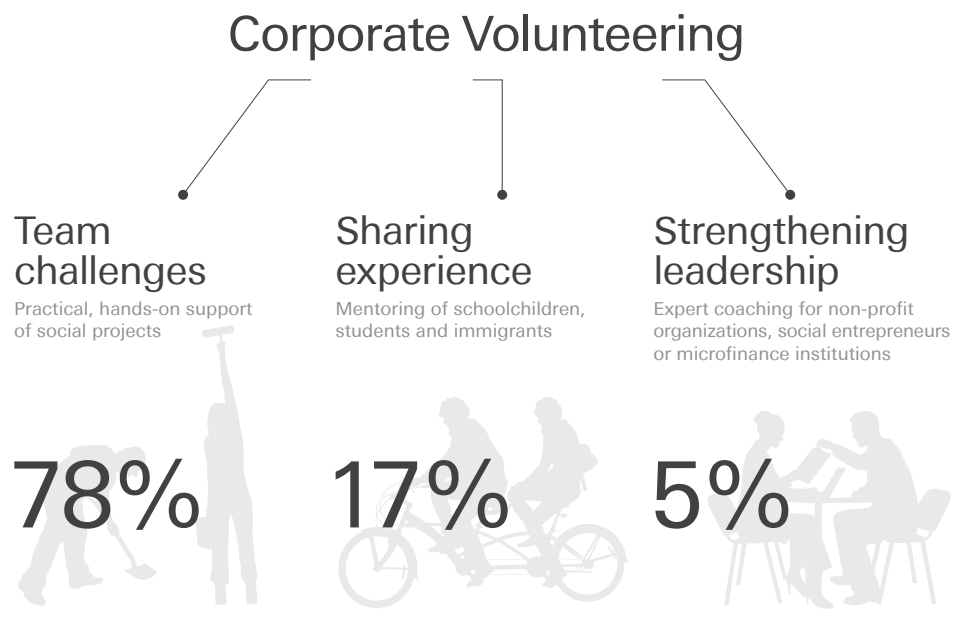 Corporate Volunteering
Team
challenges
Practical, hands-on support
of social projects
78%
Sharing
experience
Mentoring of schoolchildren,
students and immigrants
17%
Strengthening
leadership
Expert coaching for non-profit
organizations, social entrepreneurs
or microfinance institutions
5%